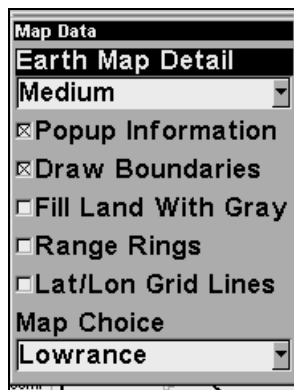 Map Data
Earth Map Detail
Medium
Popup Information
Draw Boundaries
Fill Land With Gray
Range Rings
Lat/Lon Grid Lines
Map Choice
Lowrance